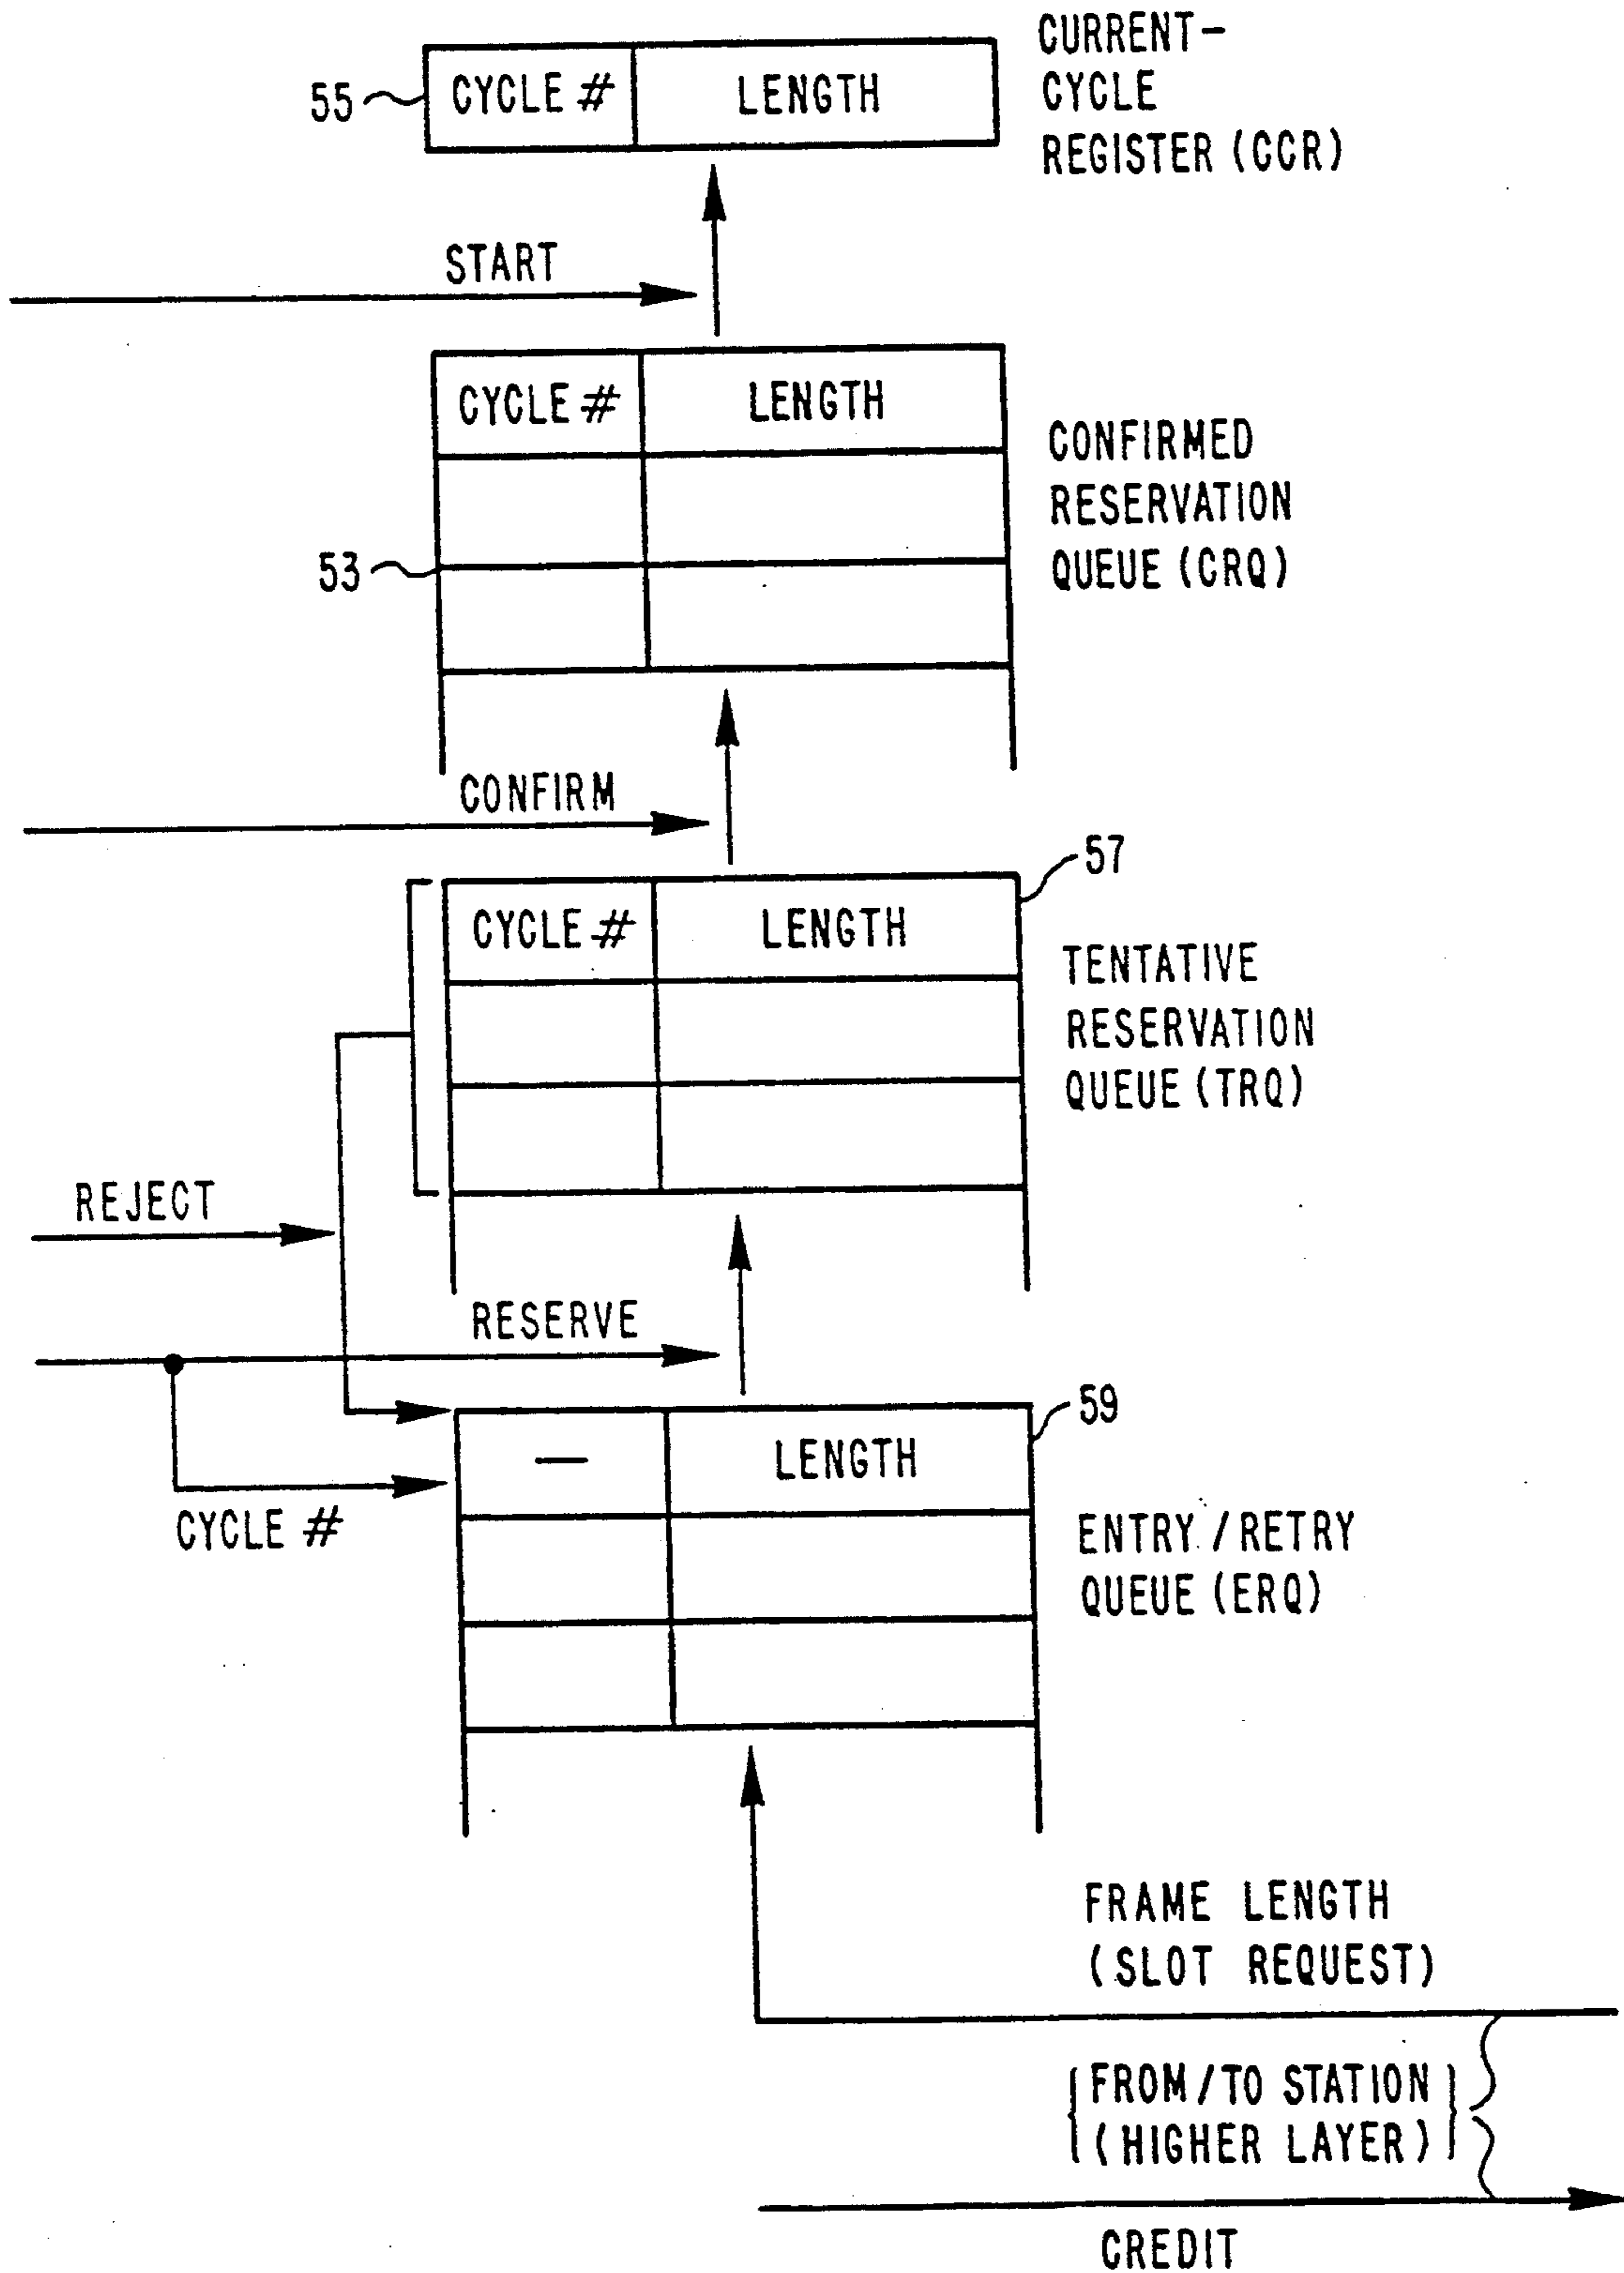 CURRENT-
CYCLE
REGISTER (CCR)
55
CYCLE #
LENGTH
START
CYCLE #
LENGTH
CONFIRMED
RESERVATION
QUEUE (CRQ)
53
CONFIRM
57
CYCLE #
LENGTH
TENTATIVE
RESERVATION
QUEUE (TRQ)
REJECT
RESERVE
59
—
LENGTH
CYCLE #
ENTRY/RETRY
QUEUE (ERQ)
FRAME LENGTH
(SLOT REQUEST)
{FROM/TO STATION}
(HIGHER LAYER)
CREDIT